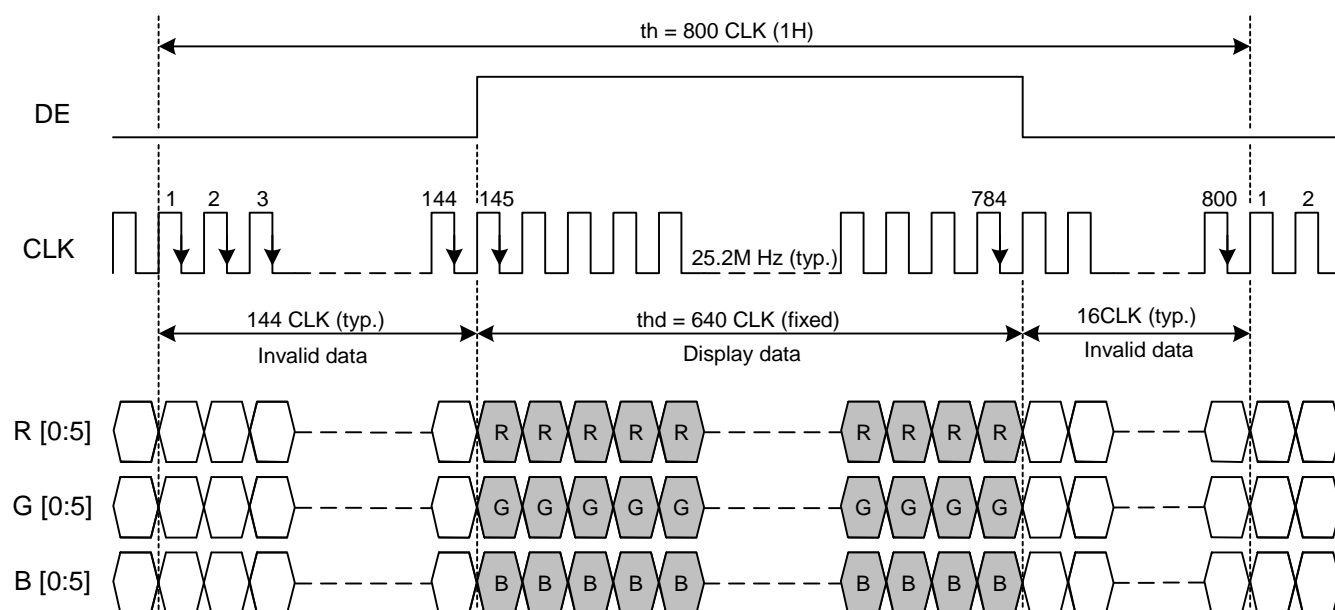 th = 800 CLK (1H)
DE
1 2 3 144 145 784 800 1 2
CLK
25.2M Hz (typ.)
144 CLK (typ.) thd = 640 CLK (fixed) 16CLK (typ.)
Invalid data Display data Invalid data
R [0:5] R R R R R R R R R
G [0:5] G G G G G G G G G
B [0:5] B B B B B B B B B